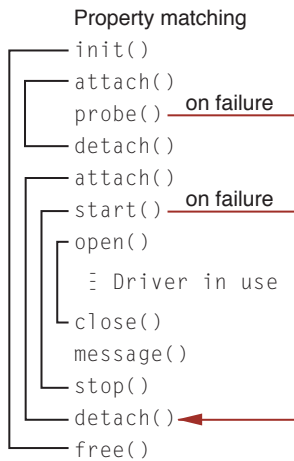 Property matching
init()
attach()
probe() on failure
detach()
attach()
start() on failure
open()
⋮ Driver in use
close()
message()
stop()
detach()
free()